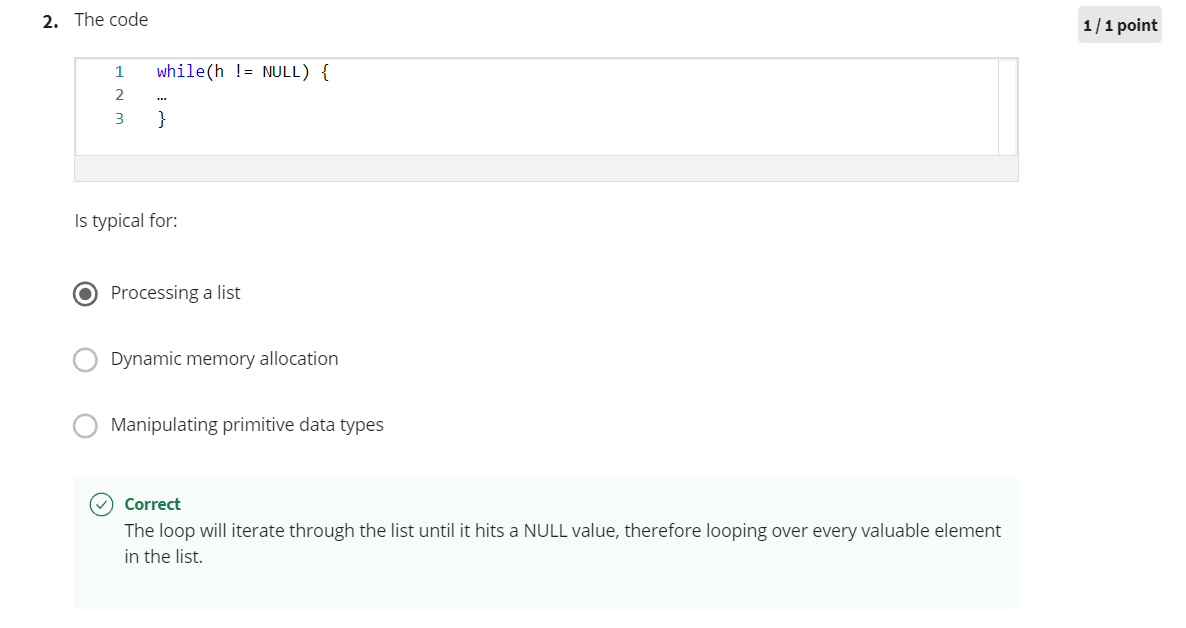 2. The code
1 / 1 point
1 while(h != NULL) {
2 …
3 }
Is typical for:
Processing a list
Dynamic memory allocation
Manipulating primitive data types
Correct
The loop will iterate through the list until it hits a NULL value, therefore looping over every valuable element
in the list.